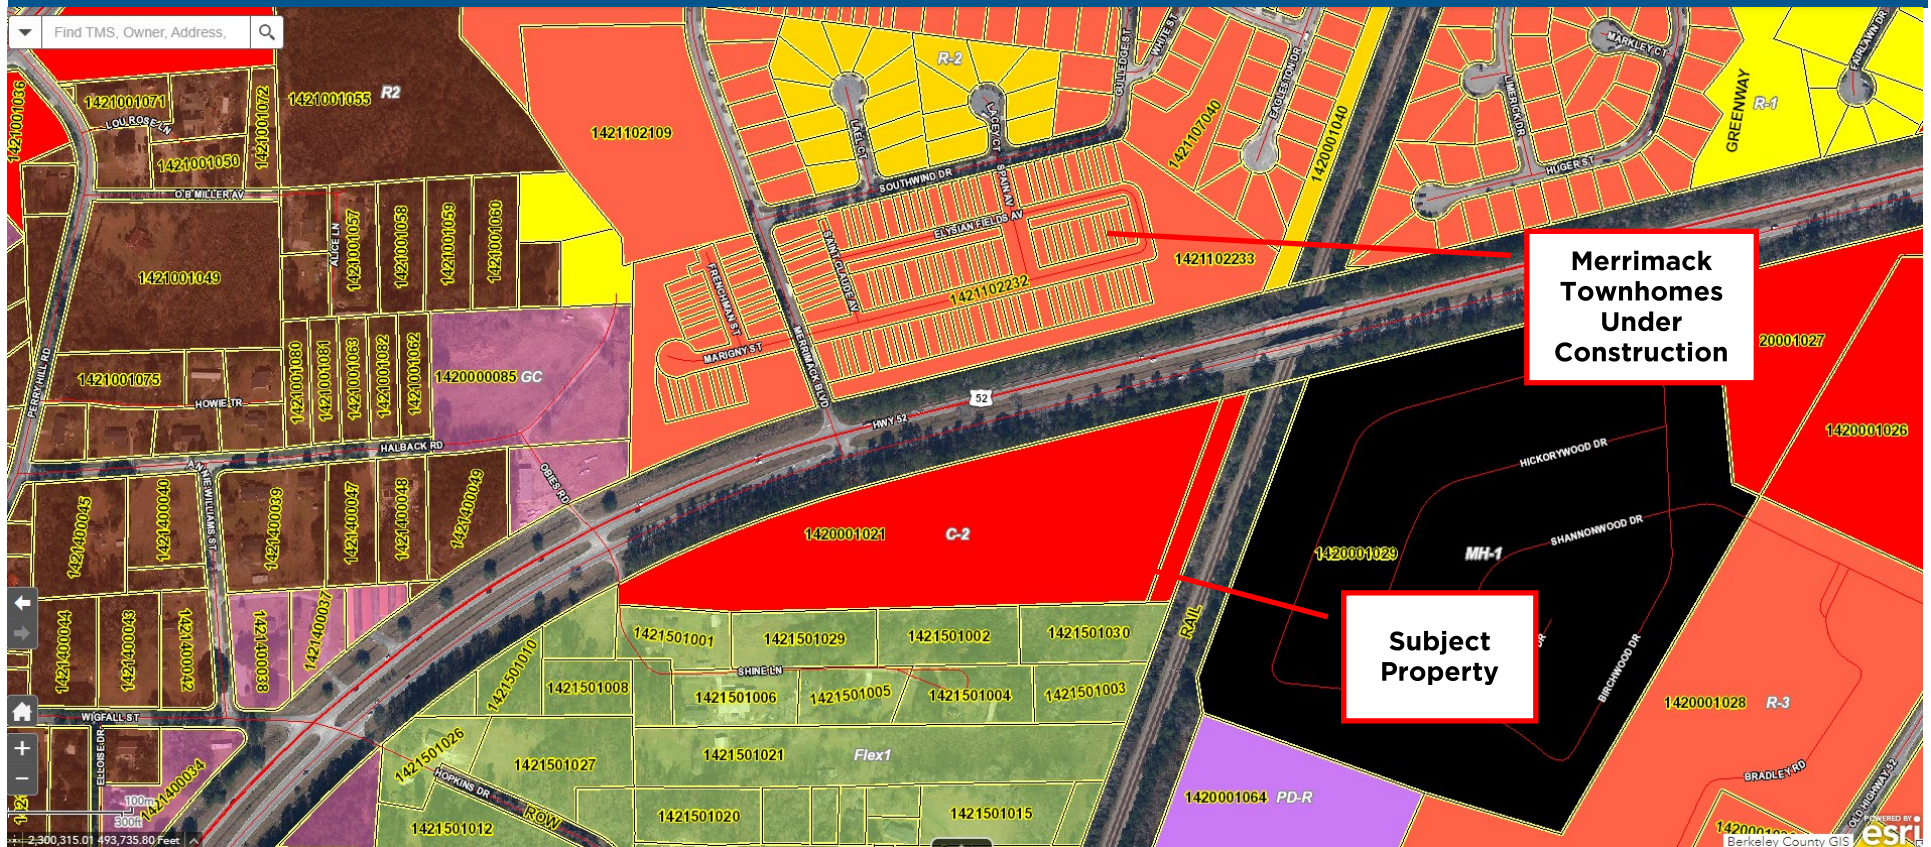 Find TMS, Owner, Address,
1421001036
1421001071
LOU ROSE LN
1421001050
1421001072
1421001055
R2
O B MILLER AV
1421001049
ALICE LN
1421001057
1421001058
1421001059
1421001060
PERRY HILL RD
1421001075
HOWIE TR
1421001080
1421001081
1421001063
1421001082
1421001062
1420000085
GC
HALBACK RD
OBIES RD
1421102109
R-2
LAEL CT
LACEY CT
GULLEDGE ST
WHITE ST
EAGLESTON DR
SOUTHWIND DR
SPAIN AV
ELYSIAN FIELDS AV
SAINT CLAUDE AV
FRENCHMAN ST
MARIGNY ST
MERRIMACK BLVD
1421102232
1421102233
1421107040
1420001040
MARKLEY CT
LIMERICK DR
HUGER ST
GREENWAY
R-1
FAIRLAWN DR
Merrimack
Townhomes
Under
Construction
HWY 52
52
1420001021
C-2
RAIL
Subject
Property
1420001029
MH-1
HICKORYWOOD DR
SHANNONWOOD DR
BIRCHWOOD DR
DR
20001027
1420001026
1420001028
R-3
BRADLEY RD
OLD HIGHWAY 52
1420001064
PD-R
1421400045
1421400040
ANNIE WILLIAMS ST
1421400039
1421400047
1421400048
1421400049
1421400044
1421400043
1421400042
1421400038
1421400037
WIGFALL ST
ELLOISE DR
1421400034
1421501001
1421501029
1421501002
1421501030
SHINE LN
1421501010
1421501008
1421501006
1421501005
1421501004
1421501003
1421501026
1421501027
1421501021
Flex1
HOPKINS DR
ROW
1421501012
1421501020
1421501015
100m
300ft
2,300,315.01 493,735.80 Feet
Berkeley County GIS
POWERED BY
esri